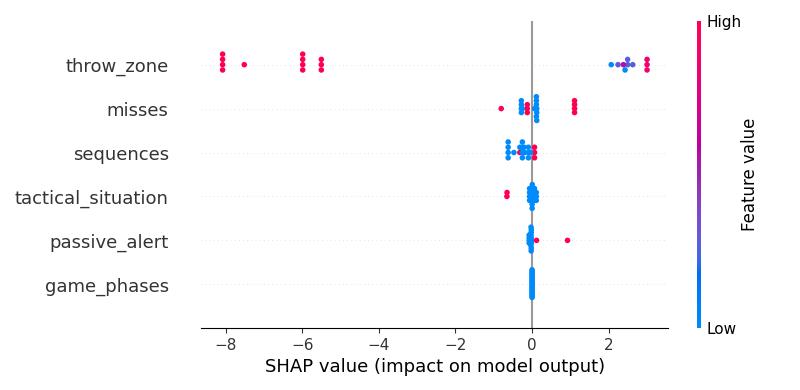 High
throw_zone
misses
sequences
tactical_situation
passive_alert
game_phases
Feature value
Low
−8 −6 −4 −2 0 2
SHAP value (impact on model output)